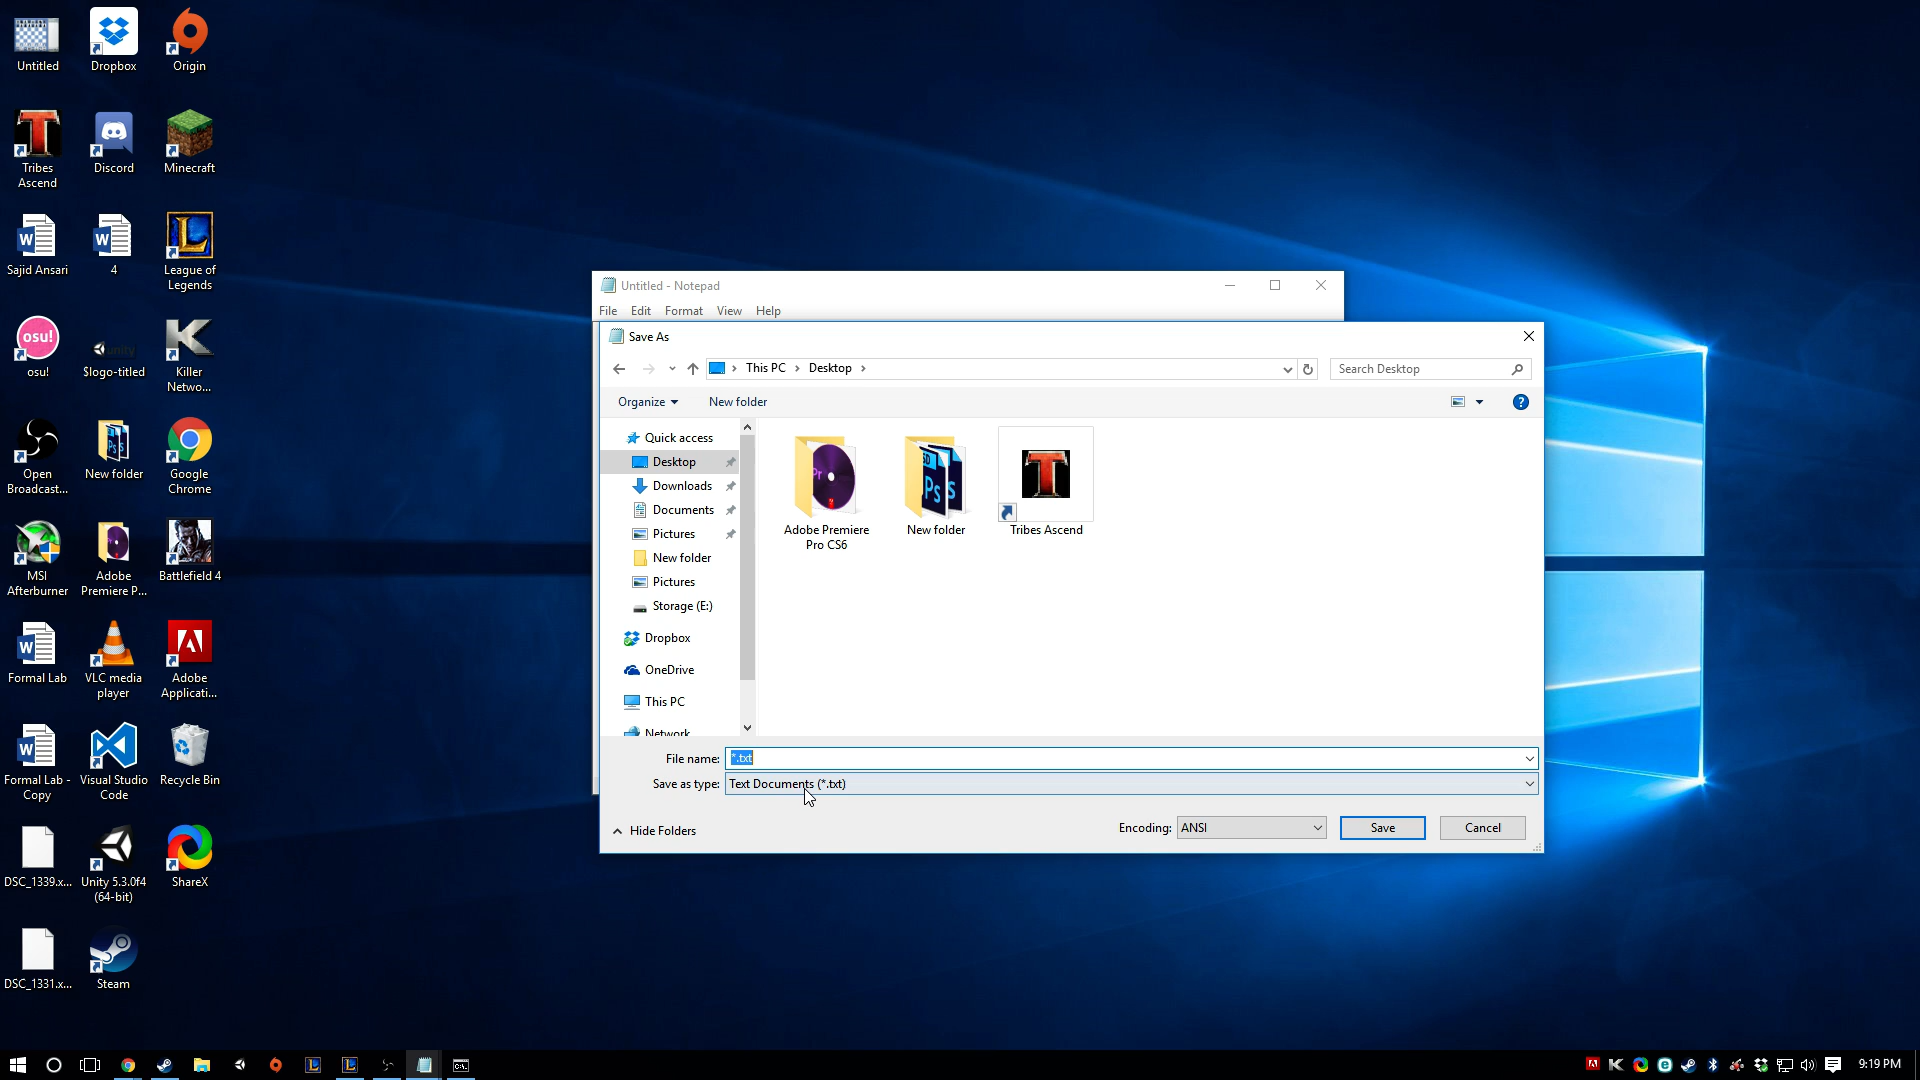 Untitled
Dropbox
Origin
Tribes
Ascend
Discord
Minecraft
Sajid Ansari
4
League of
Legends
osu!
osu!
unity
$logo-titled
Killer
Netwo...
Open
Broadcast...
New folder
Google
Chrome
MSI
Afterburner
Adobe
Premiere P...
Battlefield 4
Formal Lab
VLC media
player
Adobe
Applicati...
Formal Lab -
Copy
Visual Studio
Code
Recycle Bin
DSC_1339.x...
Unity 5.3.0f4
(64-bit)
ShareX
DSC_1331.x...
Steam
Untitled - Notepad
File Edit Format View Help
Save As
This PC Desktop
Search Desktop
Organize New folder
Quick access
Desktop
Downloads
Documents
Pictures
New folder
Pictures
Storage (E:)
Dropbox
OneDrive
This PC
Network
Adobe Premiere
Pro CS6
New folder
Tribes Ascend
File name: *.txt
Save as type: Text Documents (*.txt)
Hide Folders
Encoding: ANSI
Save
Cancel
9:19 PM